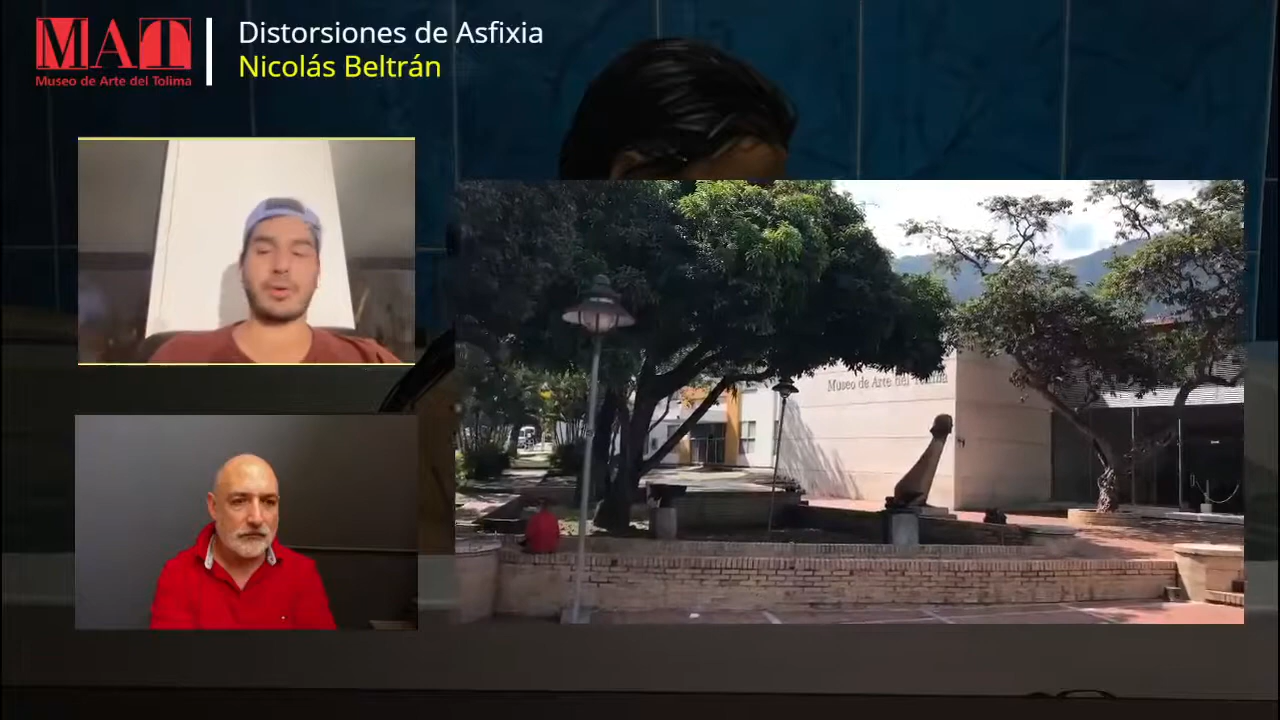 MAT
Museo de Arte del Tolima
Distorsiones de Asfixia
Nicolás Beltrán
Museo de Arte del Tolima